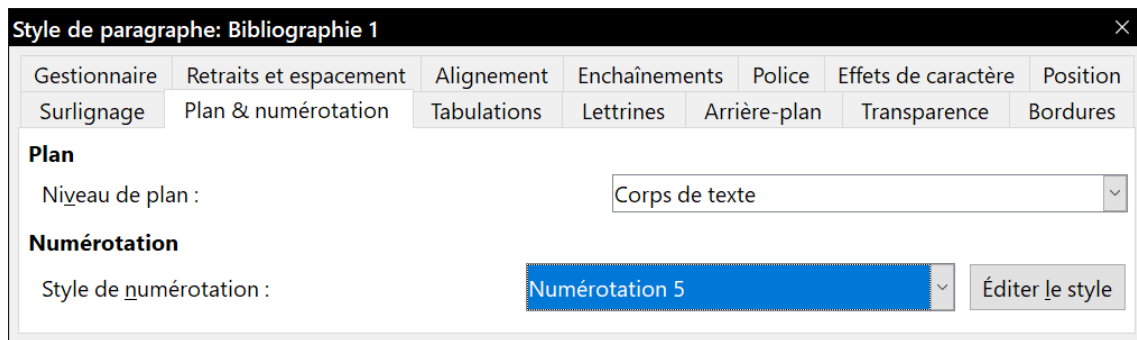 Style de paragraphe: Bibliographie 1
Gestionnaire Retraits et espacement Alignement Enchaînements Police Effets de caractère Position
Surlignage Plan & numérotation Tabulations Lettrines Arrière-plan Transparence Bordures
Plan
Niveau de plan : Corps de texte
Numérotation
Style de numérotation : Numérotation 5 Éditer le style